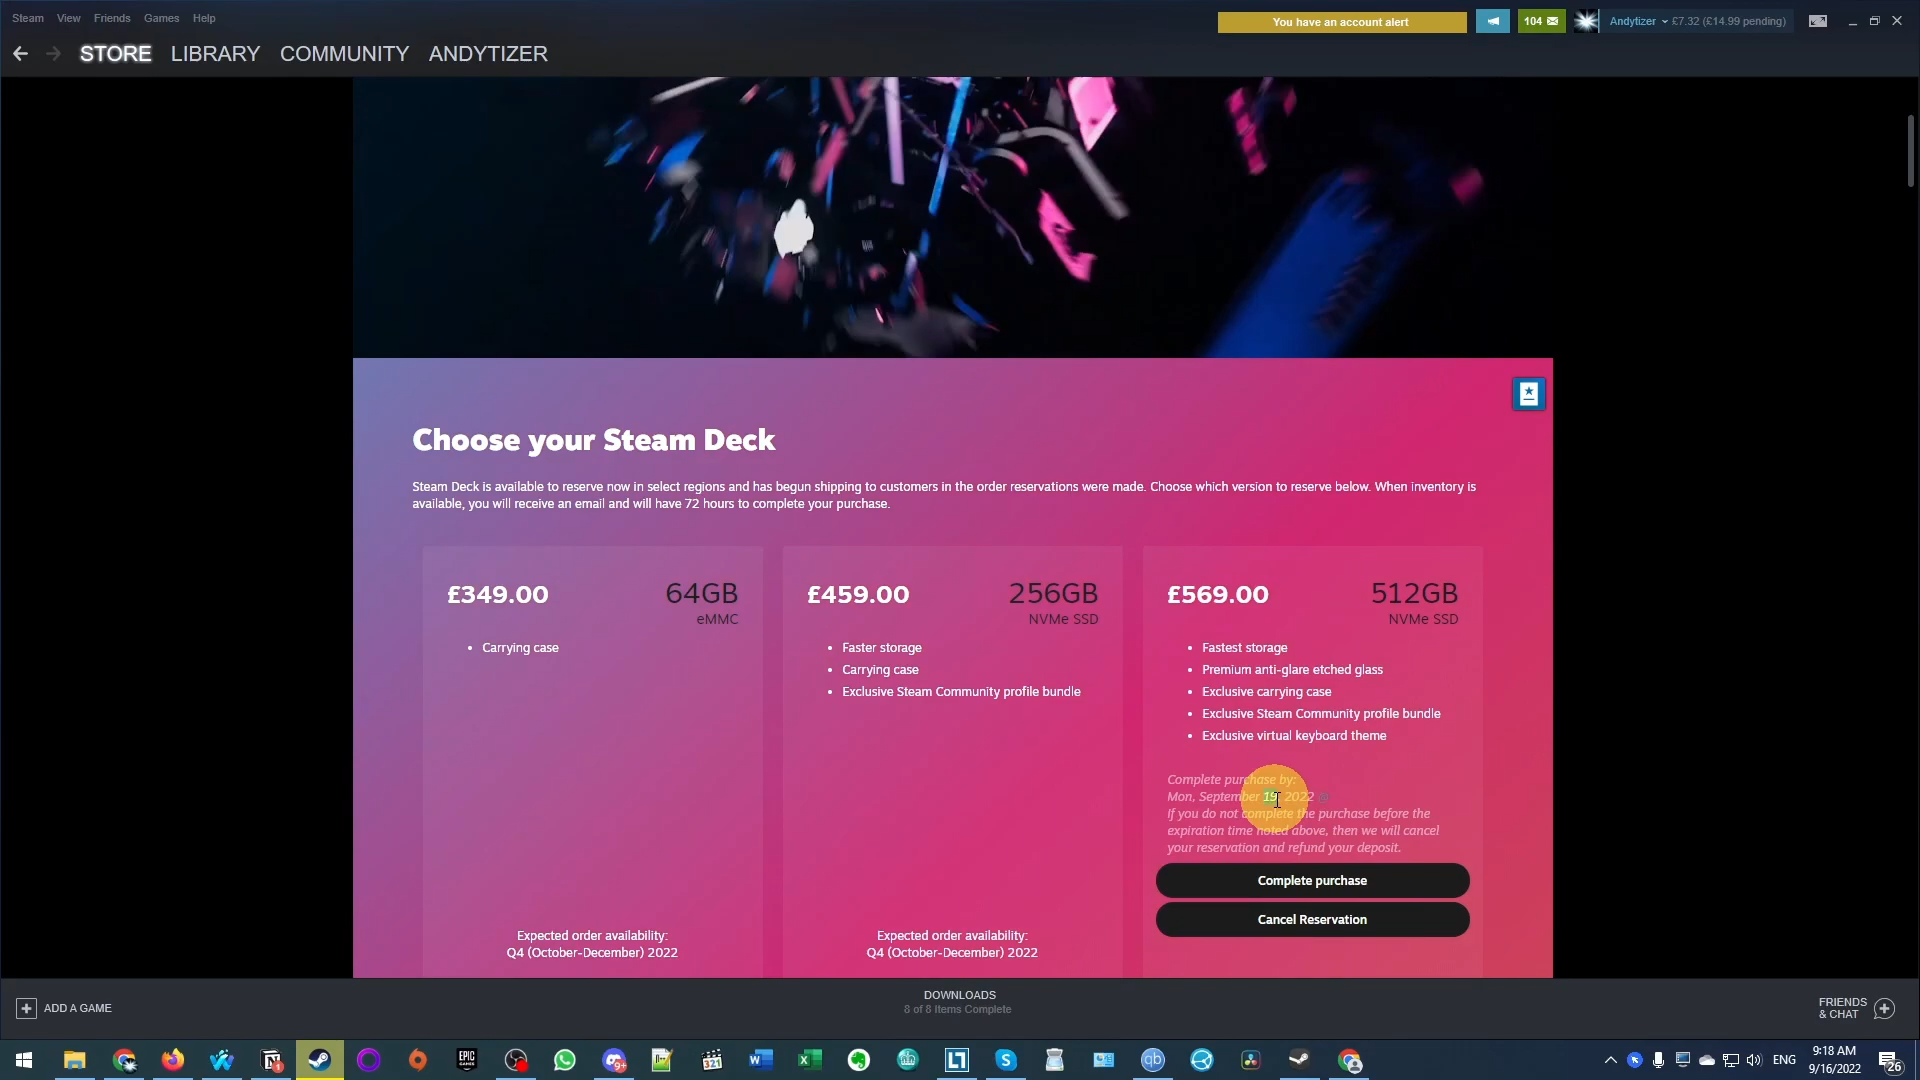 Steam View Friends Games Help
You have an account alert
104
Andytizer £7.32 (£14.99 pending)
STORE LIBRARY COMMUNITY ANDYTIZER
Choose your Steam Deck
Steam Deck is available to reserve now in select regions and has begun shipping to customers in the order reservations were made. Choose which version to reserve below. When inventory is
available, you will receive an email and will have 72 hours to complete your purchase.
£349.00 64GB
eMMC
• Carrying case
Expected order availability:
Q4 (October-December) 2022
£459.00 256GB
NVMe SSD
• Faster storage
• Carrying case
• Exclusive Steam Community profile bundle
Expected order availability:
Q4 (October-December) 2022
£569.00 512GB
NVMe SSD
• Fastest storage
• Premium anti-glare etched glass
• Exclusive carrying case
• Exclusive Steam Community profile bundle
• Exclusive virtual keyboard theme
Complete purchase by:
Mon, September 19, 2022
If you do not complete the purchase before the
expiration time noted above, then we will cancel
your reservation and refund your deposit.
Complete purchase
Cancel Reservation
ADD A GAME
DOWNLOADS
8 of 8 Items Complete
FRIENDS
& CHAT
EPIC
GAMES
9+
321
qb
ENG
9:18 AM
9/16/2022
26